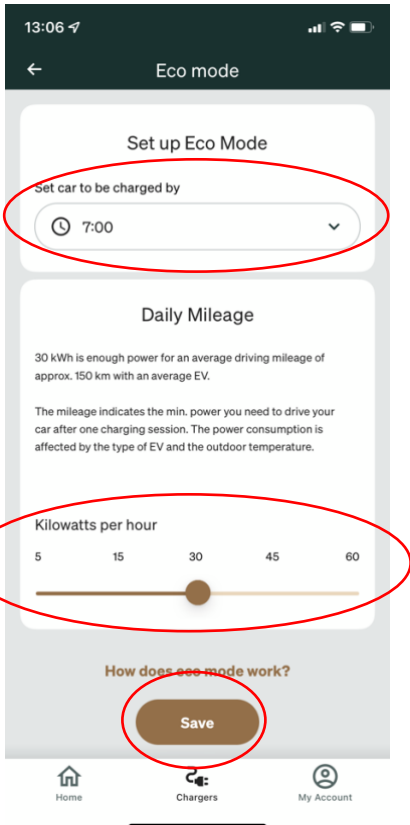 13:06
Eco mode
Set up Eco Mode
Set car to be charged by
7:00
Daily Mileage
30 kWh is enough power for an average driving mileage of
approx. 150 km with an average EV.
The mileage indicates the min. power you need to drive your
car after one charging session. The power consumption is
affected by the type of EV and the outdoor temperature.
Kilowatts per hour
5 15 30 45 60
How does eco mode work?
Save
Home Chargers My Account